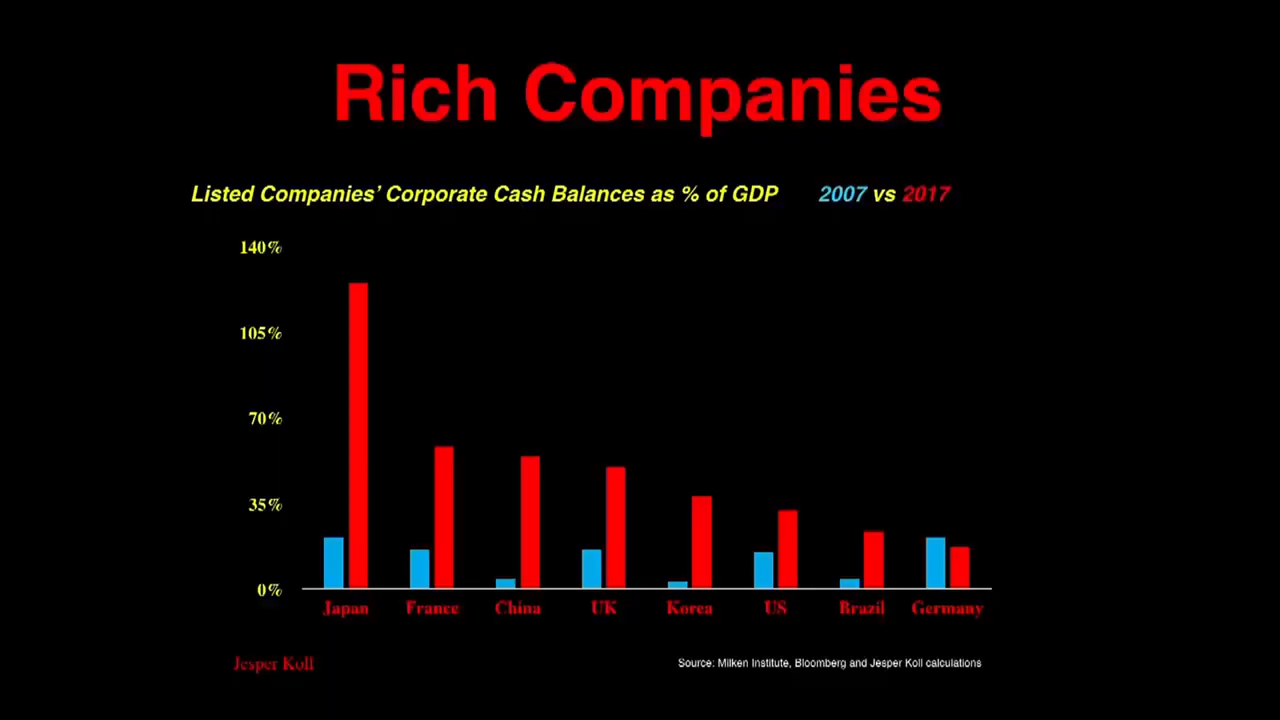 Rich Companies
Listed Companies’ Corporate Cash Balances as % of GDP 2007 vs 2017
140%
105%
70%
35%
0%
Japan France China UK Korea US Brazil Germany
Jesper Koll
Source: Milken Institute, Bloomberg and Jesper Koll calculations